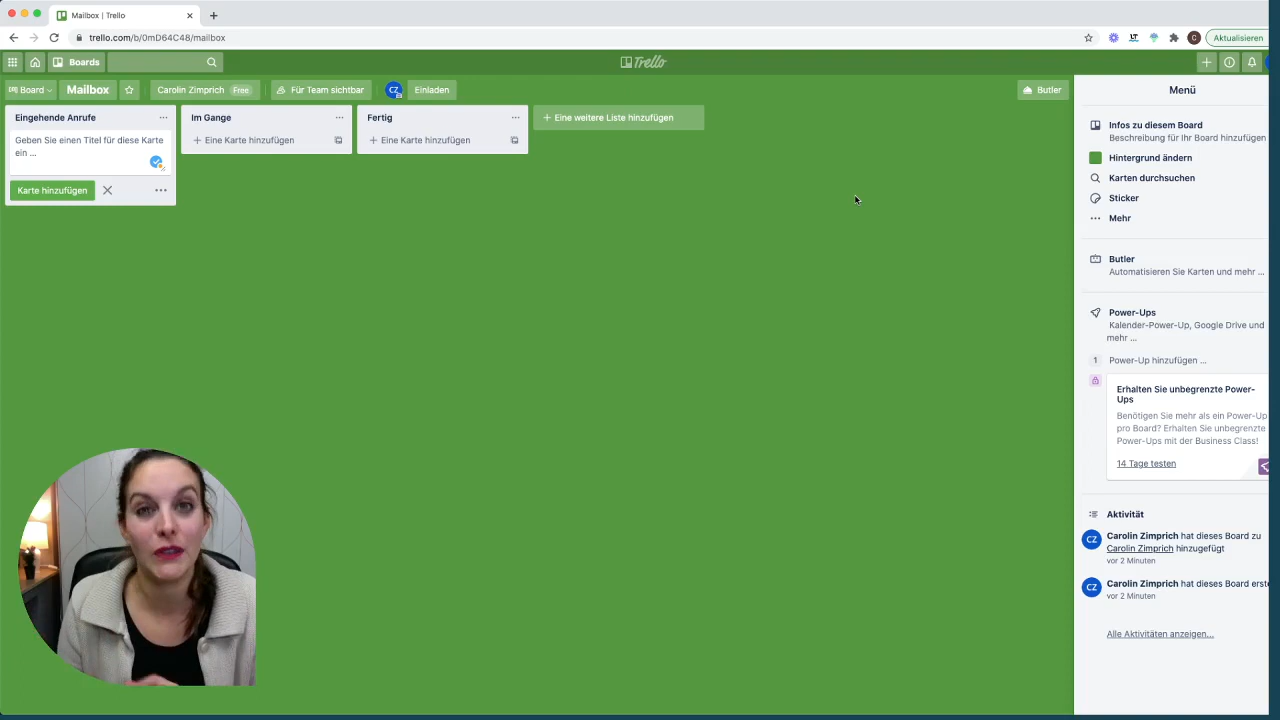 Mailbox | Trello
trello.com/b/0mD64C48/mailbox
LT
C
Aktualisieren
Boards
Trello
Board
Mailbox
Carolin Zimprich Free
Für Team sichtbar
CZ
Einladen
Butler
Menü
Eingehende Anrufe
Geben Sie einen Titel für diese Karte
ein ...
Karte hinzufügen
Im Gange
Eine Karte hinzufügen
Fertig
Eine Karte hinzufügen
Eine weitere Liste hinzufügen
Infos zu diesem Board
Beschreibung für Ihr Board hinzufügen
Hintergrund ändern
Karten durchsuchen
Sticker
Mehr
Butler
Automatisieren Sie Karten und mehr ...
Power-Ups
Kalender-Power-Up, Google Drive und
mehr ...
1 Power-Up hinzufügen ...
Erhalten Sie unbegrenzte Power-
Ups
Benötigen Sie mehr als ein Power-Up
pro Board? Erhalten Sie unbegrenzte
Power-Ups mit der Business Class!
14 Tage testen
Aktivität
CZ
Carolin Zimprich hat dieses Board zu
Carolin Zimprich hinzugefügt
vor 2 Minuten
CZ
Carolin Zimprich hat dieses Board erste
vor 2 Minuten
Alle Aktivitäten anzeigen...